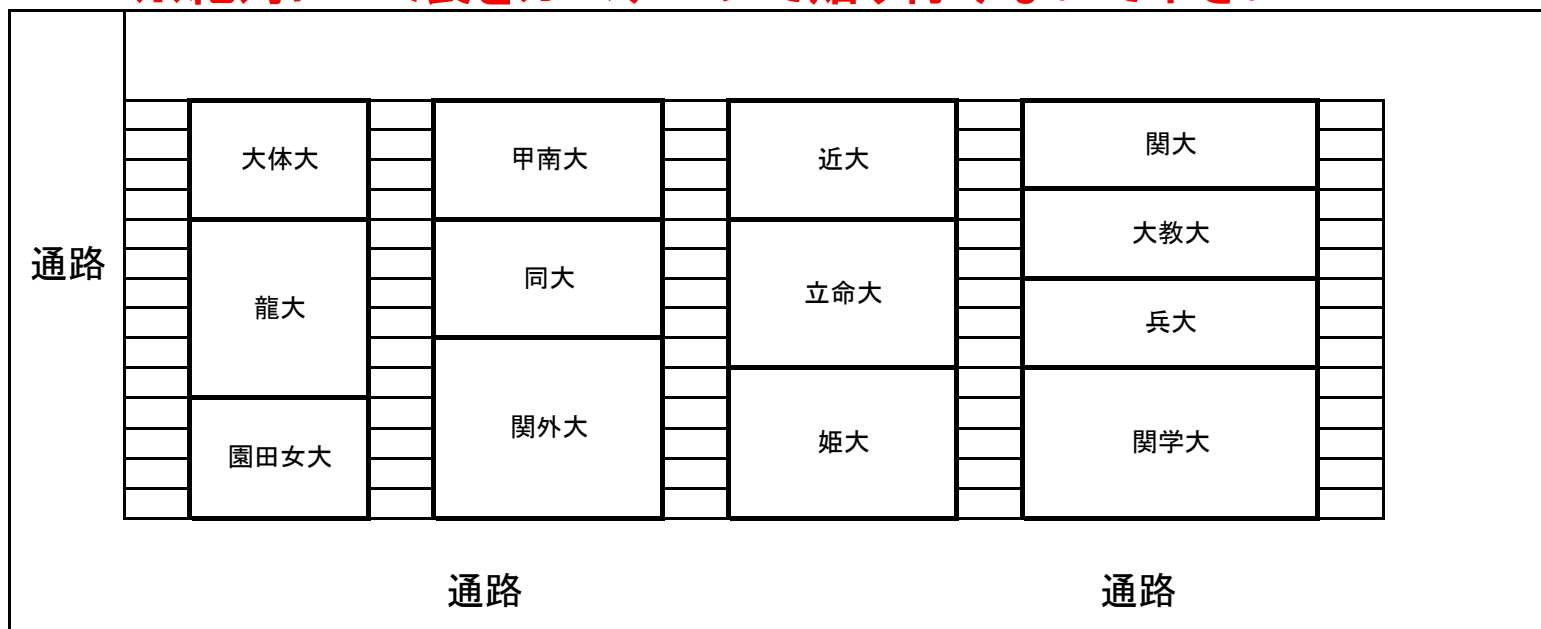 大体大
甲南大
近大
関大
大教大
通路
龍大
同大
立命大
兵大
園田女大
関外大
姫大
関学大
通路
通路